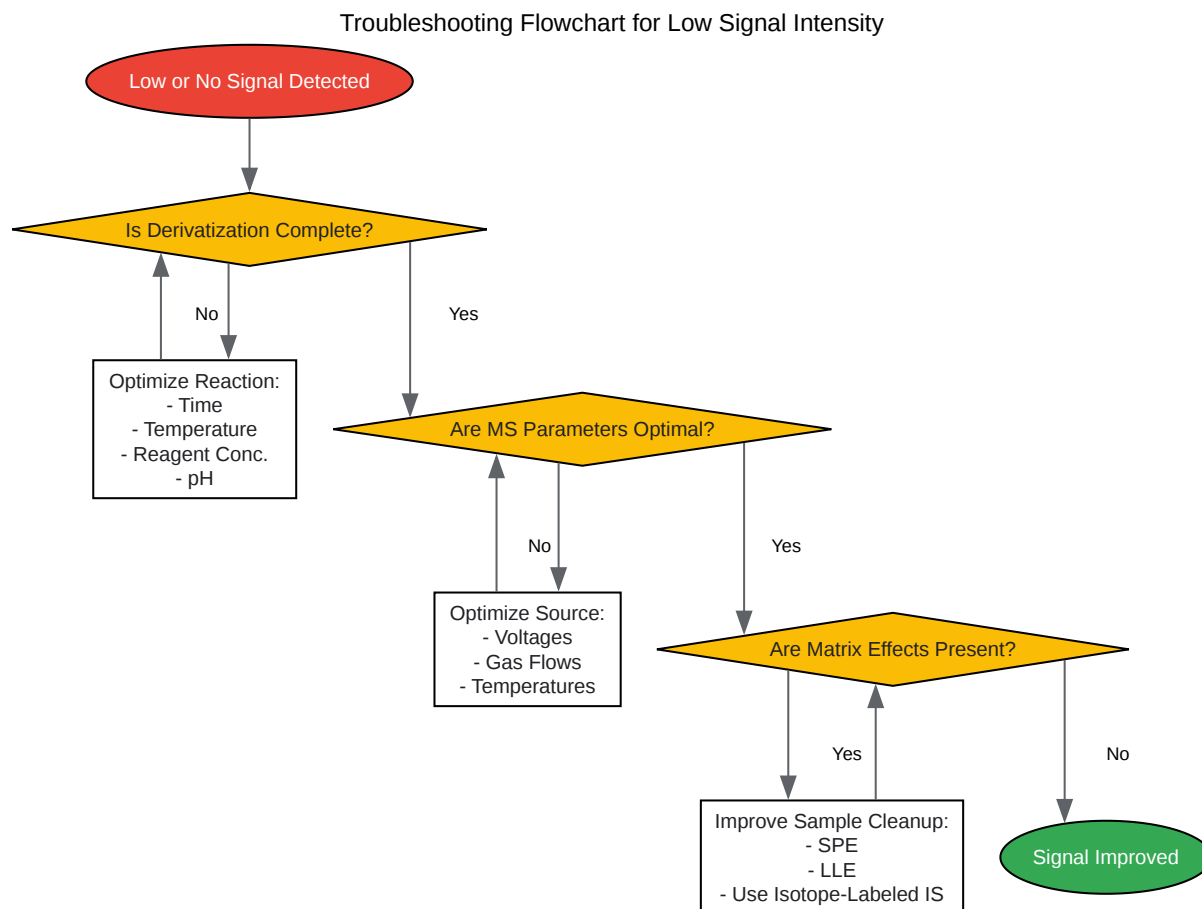 Troubleshooting Flowchart for Low Signal Intensity
Low or No Signal Detected
Is Derivatization Complete?
No
Yes
Optimize Reaction:
- Time
- Temperature
- Reagent Conc.
- pH
Are MS Parameters Optimal?
No
Yes
Optimize Source:
- Voltages
- Gas Flows
- Temperatures
Are Matrix Effects Present?
Yes
No
Improve Sample Cleanup:
- SPE
- LLE
- Use Isotope-Labeled IS
Signal Improved